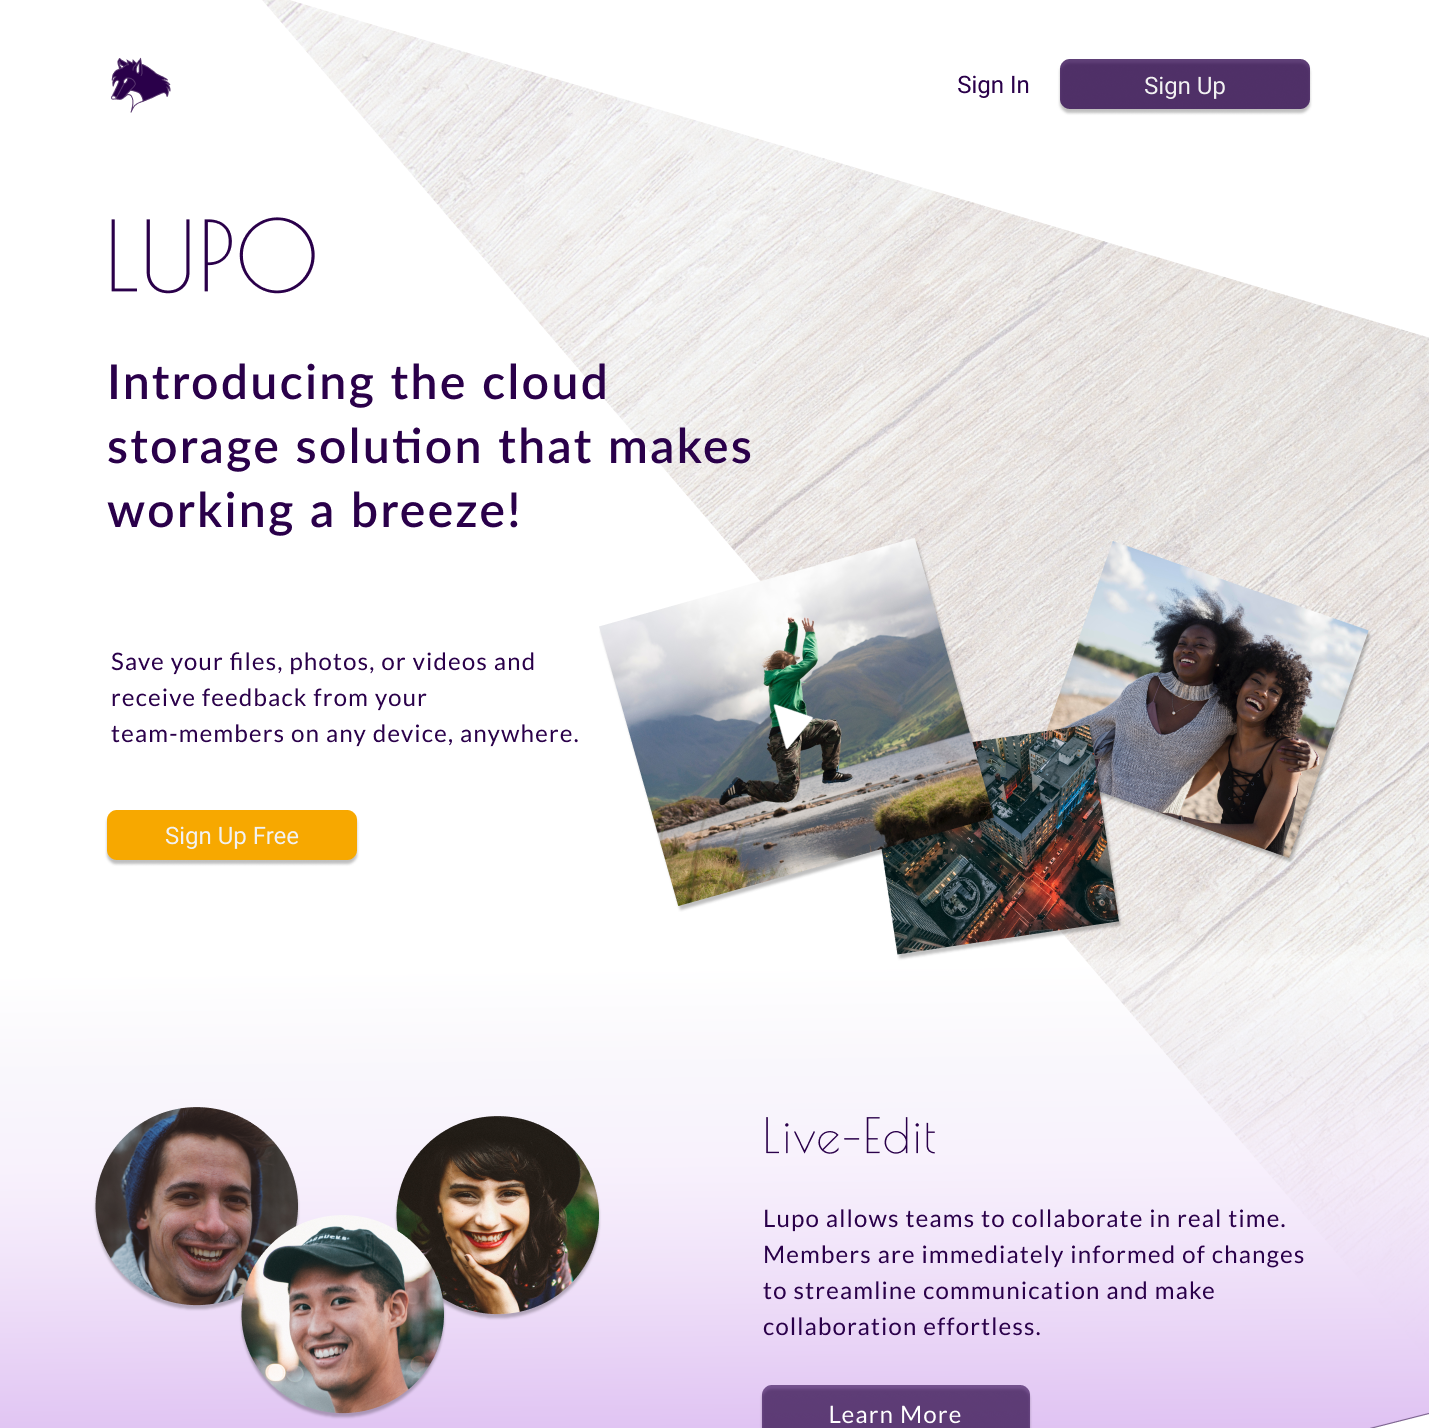 Sign In
Sign Up
LUPO
Introducing the cloud
storage solution that makes
working a breeze!
Save your files, photos, or videos and
receive feedback from your
team-members on any device, anywhere.
Sign Up Free
Live-Edit
Lupo allows teams to collaborate in real time.
Members are immediately informed of changes
to streamline communication and make
collaboration effortless.
Learn More